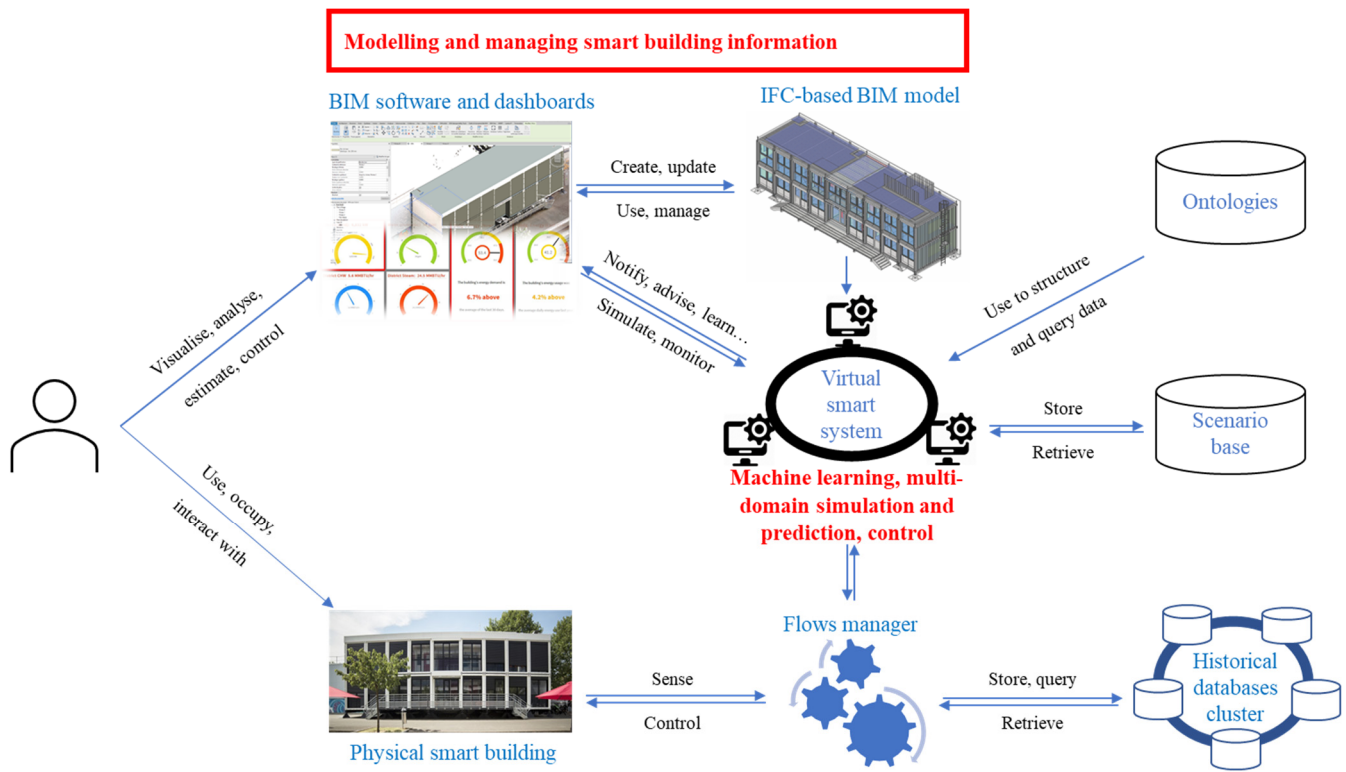 Modelling and managing smart building information
BIM software and dashboards
IFC-based BIM model
Create, update
Use, manage
Ontologies
6.7% above
4.2% above
Notify, advise, learn…
Simulate, monitor
Use to structure
and query data
Visualise, analyse,
estimate, control
Virtual
smart
system
Store
Retrieve
Scenario
base
Machine learning, multi-
domain simulation and
prediction, control
Use, occupy,
interact with
Flows manager
Sense
Control
Store, query
Retrieve
Historical
databases
cluster
Physical smart building